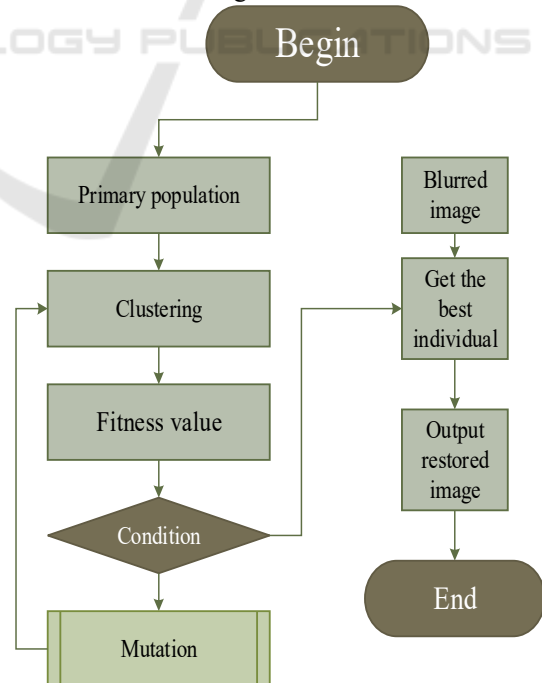 Begin
Primary population
Clustering
Fitness value
Condition
Mutation
Blurred
image
Get the
best
individual
Output
restored
image
End